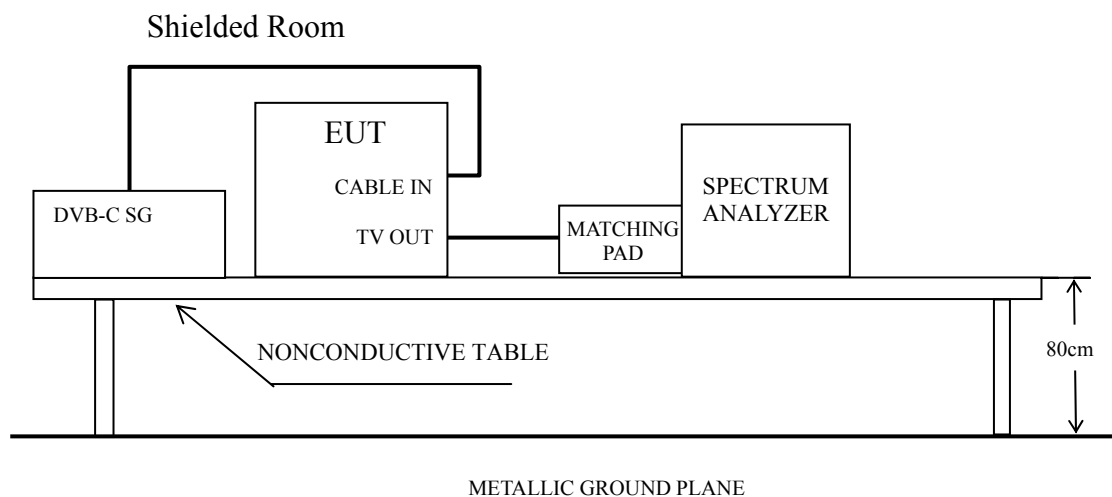 Shielded Room
EUT
CABLE IN
TV OUT
DVB-C SG
MATCHING
PAD
SPECTRUM
ANALYZER
NONCONDUCTIVE TABLE
80cm
METALLIC GROUND PLANE